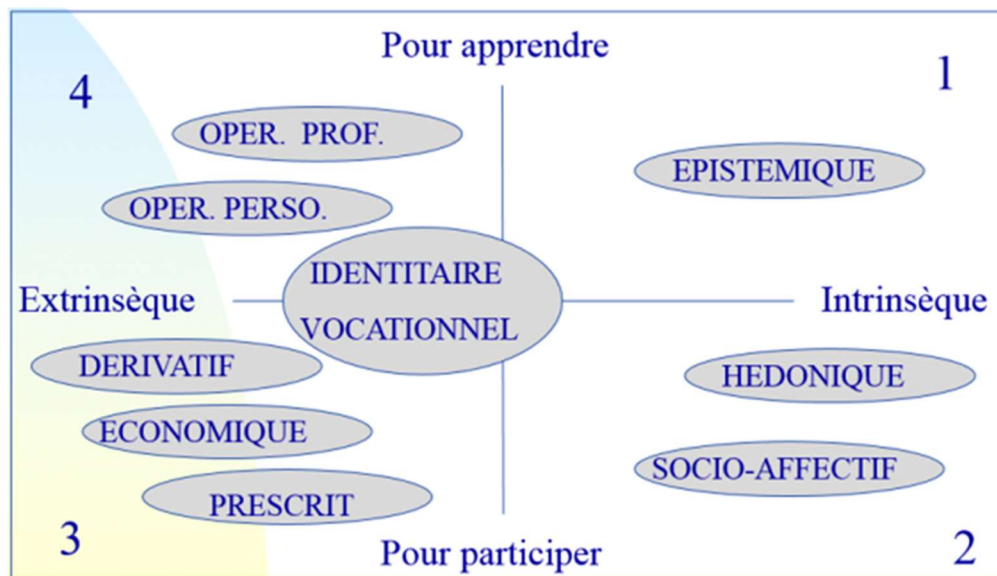 Pour apprendre
4
1
OPER. PROF.
EPISTEMIQUE
OPER. PERSO.
IDENTITAIRE
VOCATIONNEL
Extrinsèque
Intrinsèque
DERIVATIF
HEDONIQUE
ECONOMIQUE
SOCIO-AFFECTIF
PRESCRIT
3
Pour participer
2